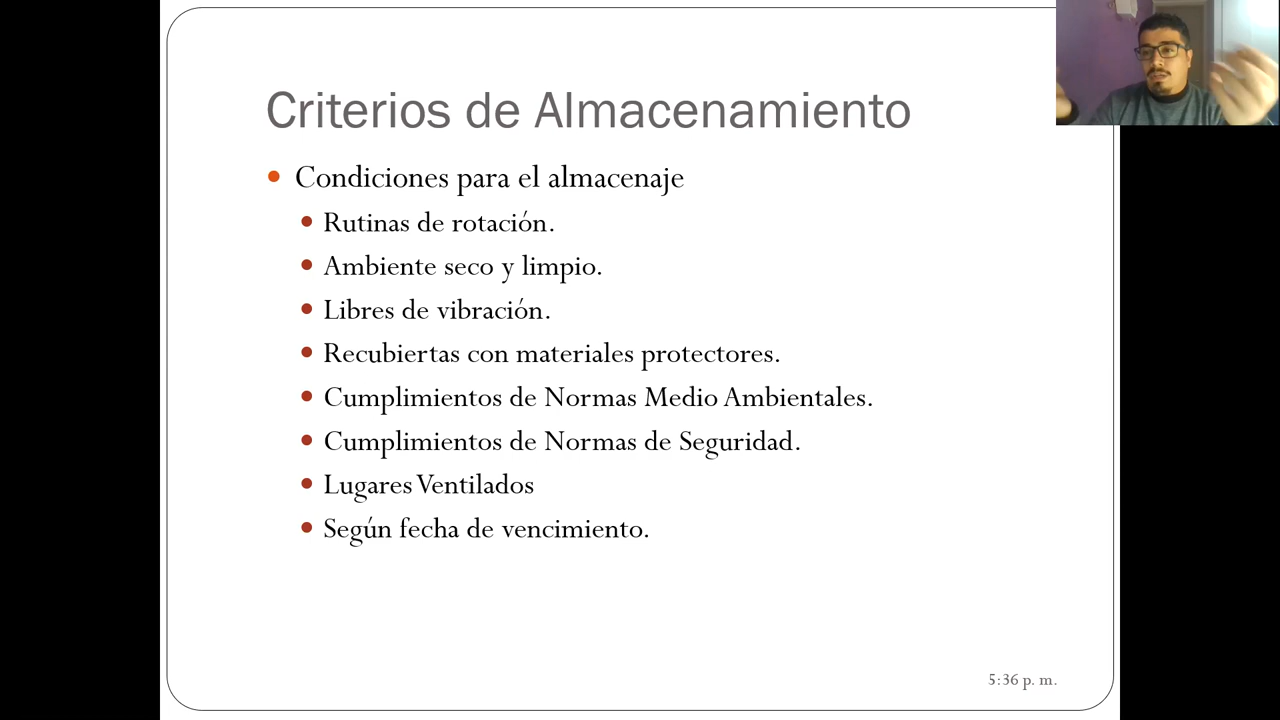 Criterios de Almacenamiento
Condiciones para el almacenaje
Rutinas de rotación.
Ambiente seco y limpio.
Libres de vibración.
Recubiertas con materiales protectores.
Cumplimientos de Normas Medio Ambientales.
Cumplimientos de Normas de Seguridad.
Lugares Ventilados
Según fecha de vencimiento.
5:36 p. m.